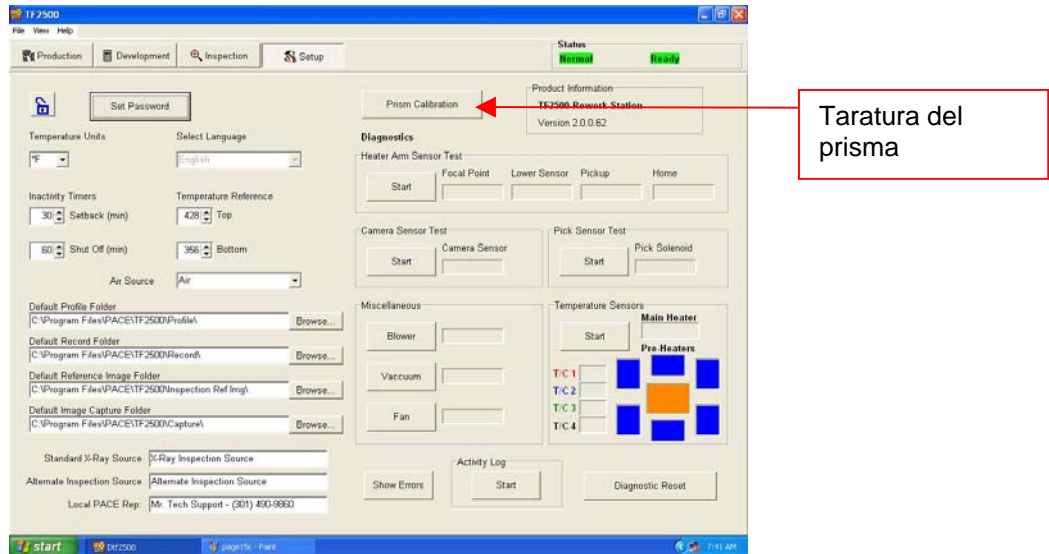 TF2500
File View Help
Production Development Inspection Setup
Status
Normal Ready
Set Password
Prism Calibration
Product Information
TF2500 Rework Station
Version 2.0.0.62
Taratura del
prisma
Temperature Units Select Language
°F English
Diagnostics
Heater Arm Sensor Test
Start Focal Point Lower Sensor Pickup Home
Inactivity Timers Temperature Reference
30 Setback (min) 428 Top
60 Shut Off (min) 356 Bottom
Air Source Air
Camera Sensor Test
Start Camera Sensor
Pick Sensor Test
Start Pick Solenoid
Default Profile Folder
C:\Program Files\PACE\TF2500\Profile\ Browse...
Default Record Folder
C:\Program Files\PACE\TF2500\Record\ Browse...
Default Reference Image Folder
C:\Program Files\PACE\TF2500\Inspection Ref Img\ Browse...
Default Image Capture Folder
C:\Program Files\PACE\TF2500\Capture\ Browse...
Miscellaneous
Blower
Vaccuum
Fan
Temperature Sensors
Start Main Heater
Pre-Heaters
T/C 1
T/C 2
T/C 3
T/C 4
Standard X-Ray Source X-Ray Inspection Source
Alternate Inspection Source Alternate Inspection Source
Local PACE Rep: Mr. Tech Support - (301) 490-9860
Show Errors
Activity Log
Start
Diagnostic Reset
start Dtf2500 page15c - Paint 7:41 AM